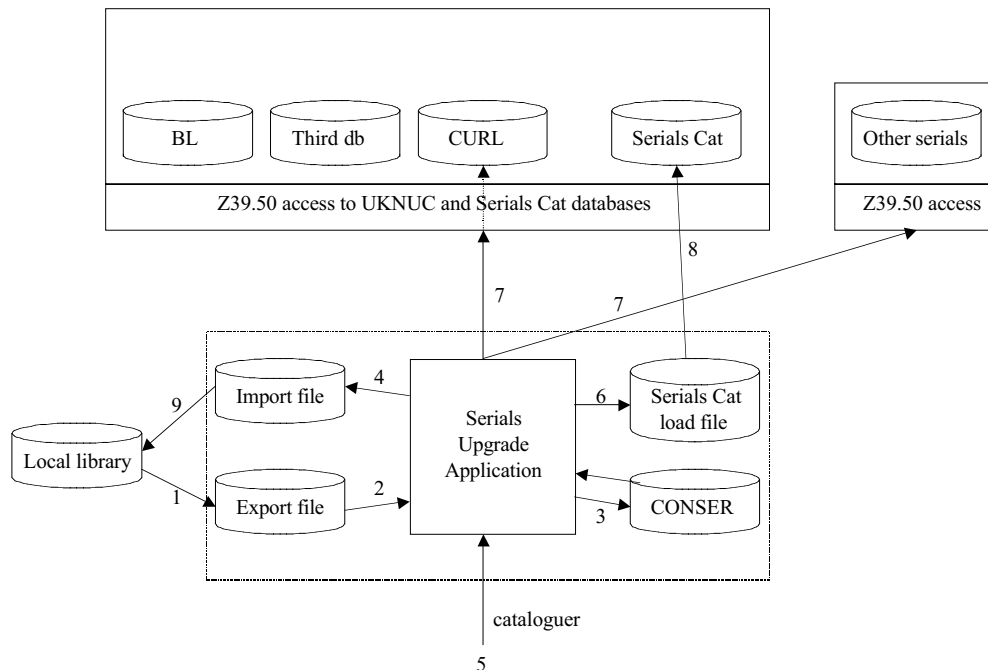 BL
Third db
CURL
Serials Cat
Other serials
Z39.50 access to UKNUC and Serials Cat databases
Z39.50 access
8
7
7
Import file
4
Serials
Upgrade
Application
6
Serials Cat
load file
9
Local library
1
Export file
2
3
CONSER
cataloguer
5